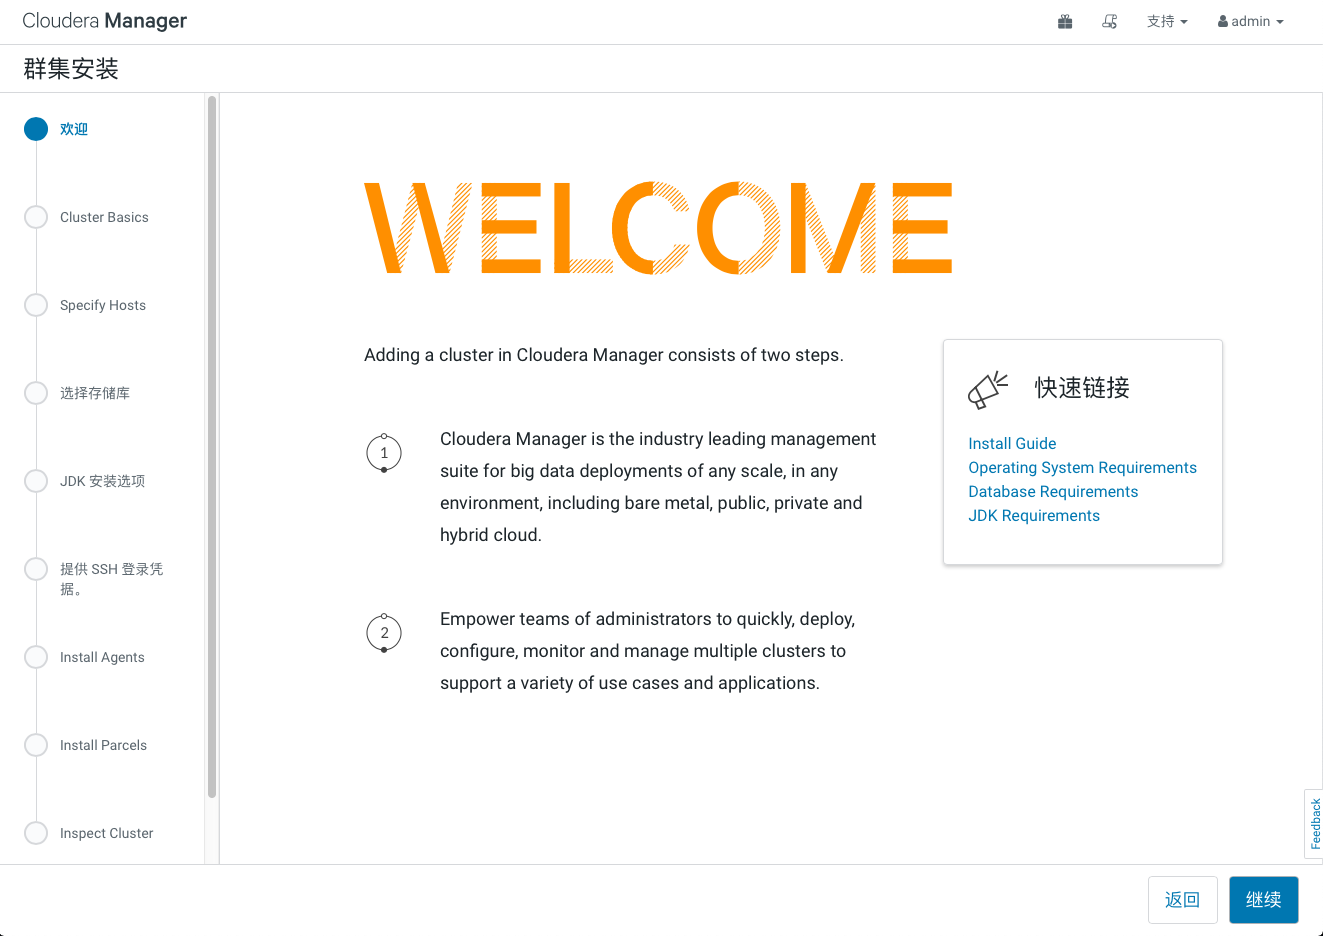 Cloudera Manager
支持
admin
群集安装
欢迎
Cluster Basics
Specify Hosts
选择存储库
JDK 安装选项
提供 SSH 登录凭
据。
Install Agents
Install Parcels
Inspect Cluster
WELCOME
Adding a cluster in Cloudera Manager consists of two steps.
1
Cloudera Manager is the industry leading management
suite for big data deployments of any scale, in any
environment, including bare metal, public, private and
hybrid cloud.
2
Empower teams of administrators to quickly, deploy,
configure, monitor and manage multiple clusters to
support a variety of use cases and applications.
快速链接
Install Guide
Operating System Requirements
Database Requirements
JDK Requirements
Feedback
返回
继续